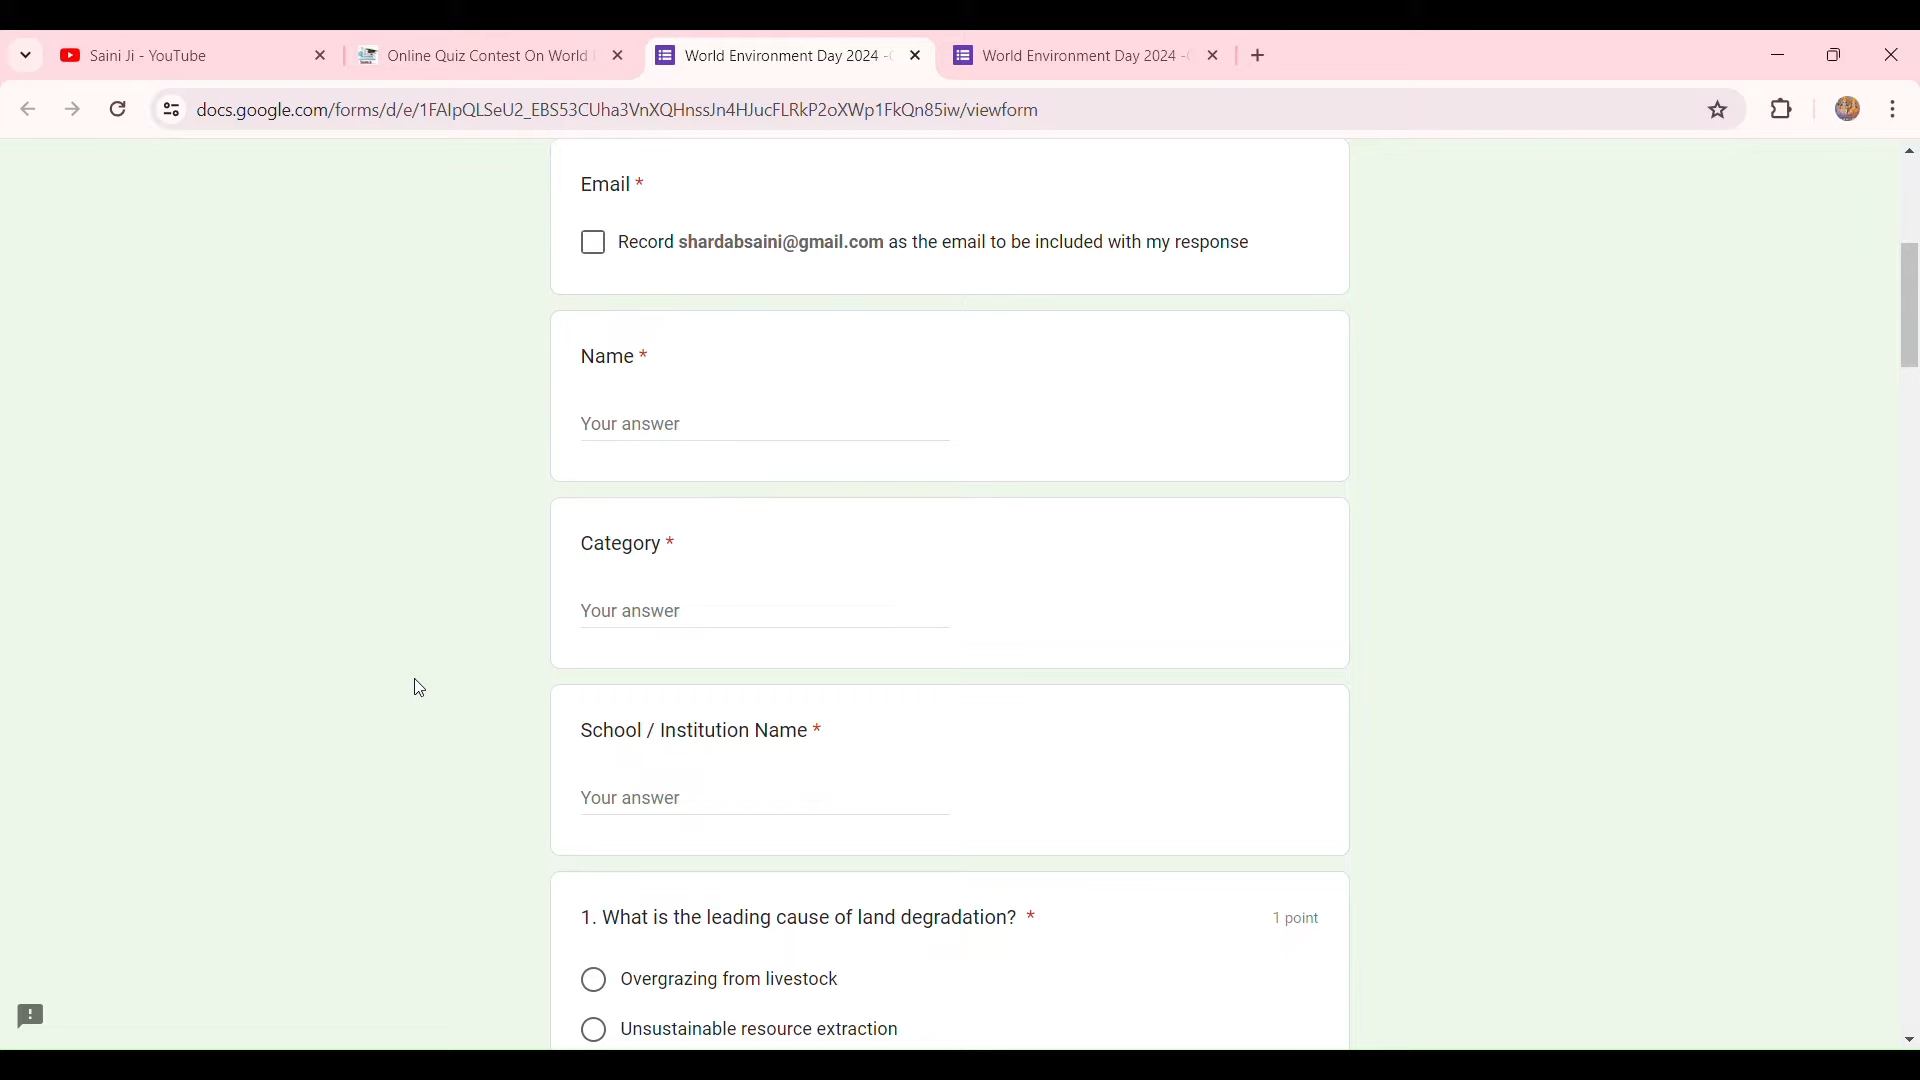 Saini Ji - YouTube
Online Quiz Contest On World
World Environment Day 2024 -
World Environment Day 2024 -
docs.google.com/forms/d/e/1FAIpQLSeU2_EBS53CUha3VnXQHnssJn4HJucFLRkP2oXWp1FkQn85iw/viewform
Email *
Record shardabsaini@gmail.com as the email to be included with my response
Name *
Your answer
Category *
Your answer
School / Institution Name *
Your answer
1. What is the leading cause of land degradation? *
1 point
Overgrazing from livestock
Unsustainable resource extraction